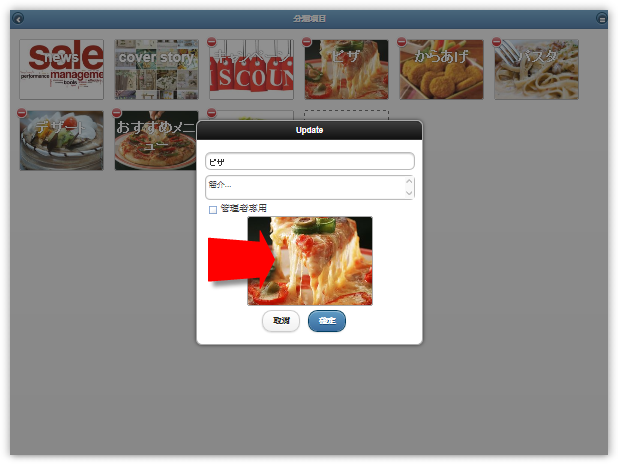 分類項目
news
cover story
キャンペーン
ピザ
からあげ
パスタ
sale
management
performance
tools
DISCOUNT
デザート
おすすめメニ
ュー
Update
ピザ
簡介...
管理者専用
取消
確定